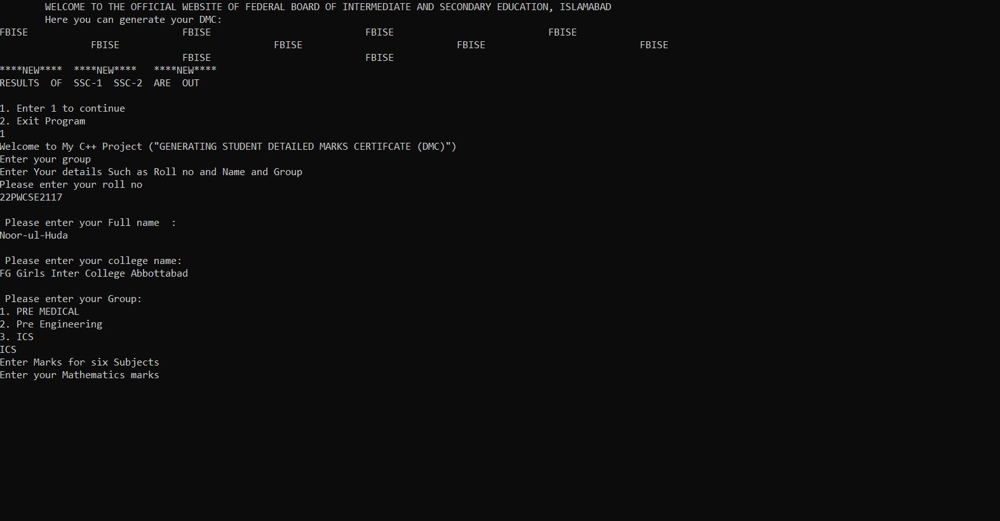 WELCOME TO THE OFFICIAL WEBSITE OF FEDERAL BOARD OF INTERMEDIATE AND SECONDARY EDUCATION, ISLAMABAD
Here you can generate your DMC:
FBISE FBISE FBISE FBISE
FBISE FBISE FBISE FBISE
FBISE FBISE
****NEW**** ****NEW**** ****NEW****
RESULTS OF SSC-1 SSC-2 ARE OUT
1. Enter 1 to continue
2. Exit Program
1
Welcome to My C++ Project ("GENERATING STUDENT DETAILED MARKS CERTIFCATE (DMC)")
Enter your group
Enter Your details Such as Roll no and Name and Group
Please enter your roll no
22PWCSE2117
Please enter your Full name :
Noor-ul-Huda
Please enter your college name:
FG Girls Inter College Abbottabad
Please enter your Group:
1. PRE MEDICAL
2. Pre Engineering
3. ICS
ICS
Enter Marks for six Subjects
Enter your Mathematics marks